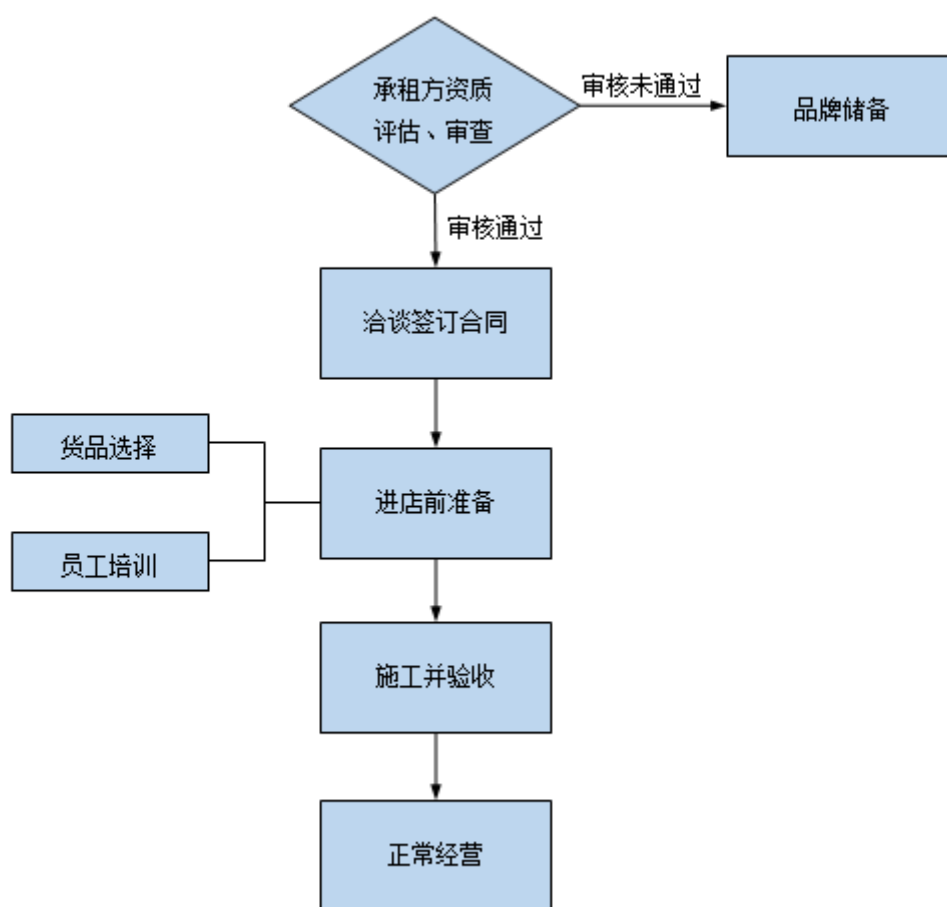 承租方资质
评估、审查
审核未通过
品牌储备
审核通过
洽谈签订合同
货品选择
进店前准备
员工培训
施工并验收
正常经营